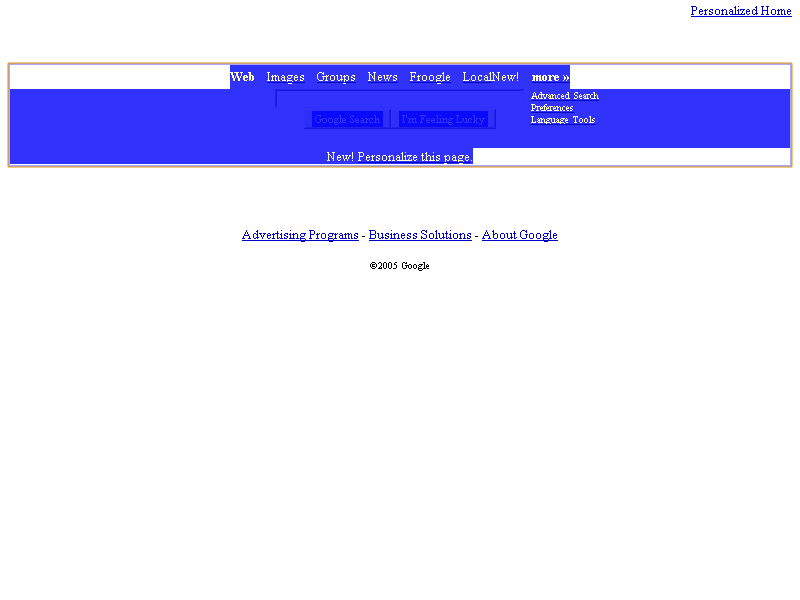 Personalized Home
Web Images Groups News Froogle LocalNew! more »
Advanced Search
Preferences
Language Tools
Google Search I'm Feeling Lucky
New! Personalize this page.
Advertising Programs - Business Solutions - About Google
©2005 Google